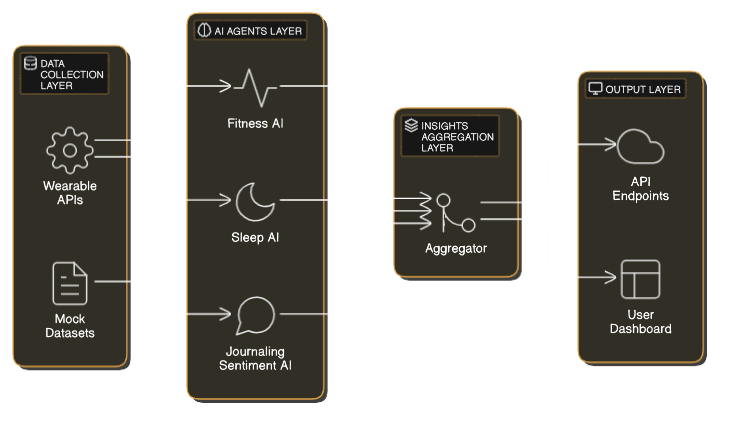 DATA
COLLECTION
LAYER
Wearable
APIs
Mock
Datasets
AI AGENTS LAYER
Fitness AI
Sleep AI
Journaling
Sentiment AI
INSIGHTS
AGGREGATION
LAYER
Aggregator
OUTPUT LAYER
API
Endpoints
User
Dashboard